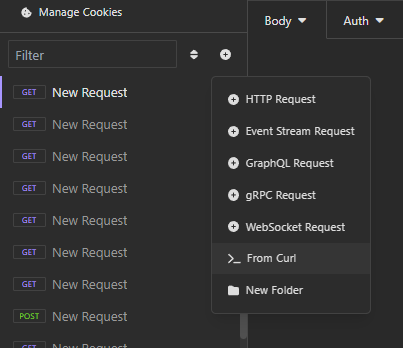 Manage Cookies
Body
Auth
Filter
GET New Request
GET New Request
GET New Request
GET New Request
GET New Request
GET New Request
GET New Request
POST New Request
New Request
HTTP Request
Event Stream Request
GraphQL Request
gRPC Request
WebSocket Request
From Curl
New Folder